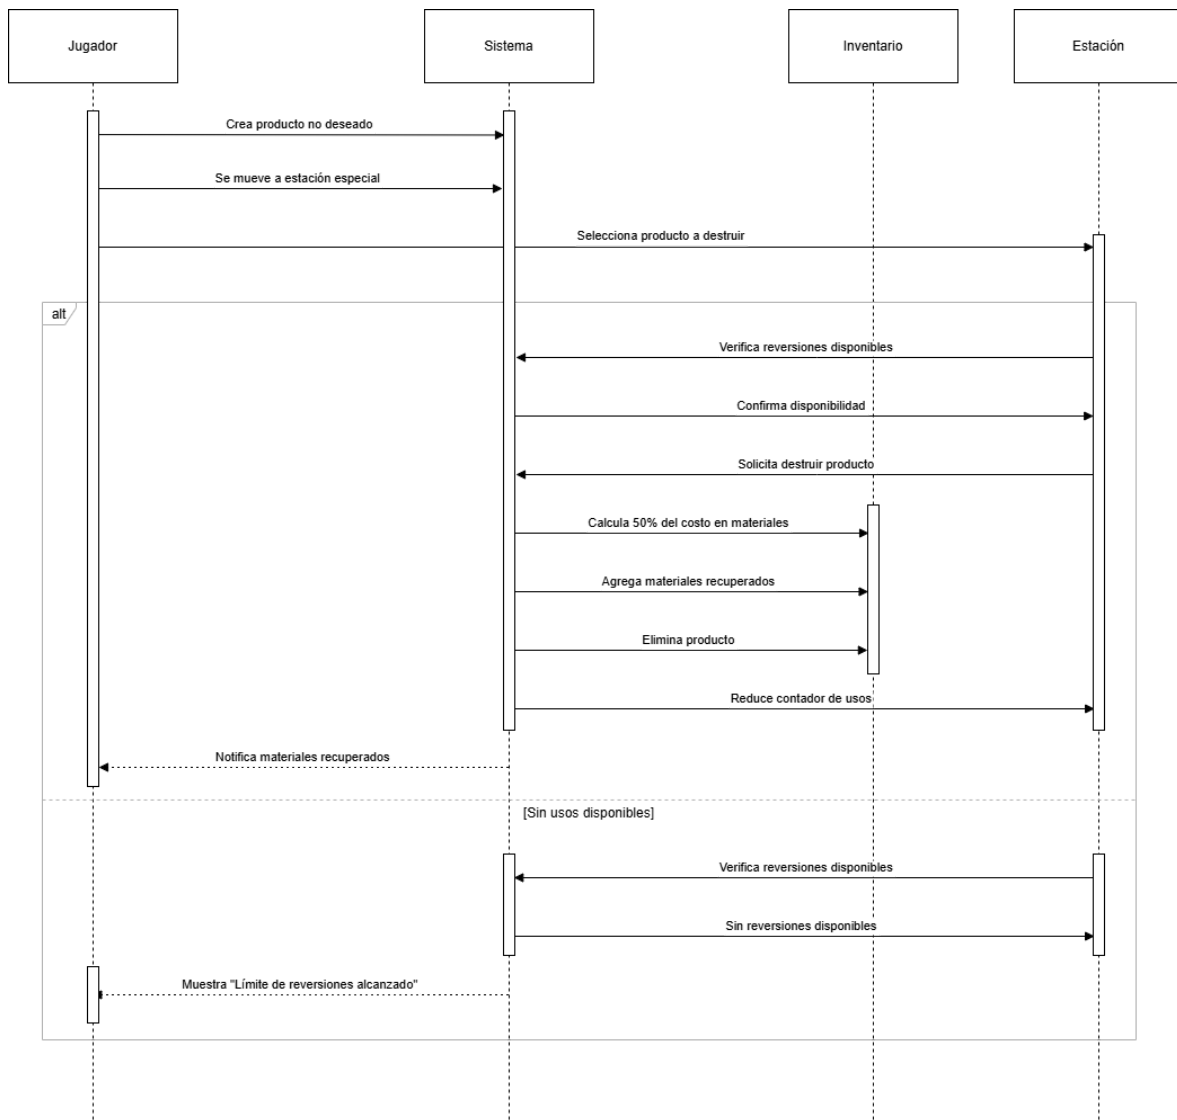 Jugador
Sistema
Inventario
Estación
Crea producto no deseado
Se mueve a estación especial
Selecciona producto a destruir
alt
Verifica reversiones disponibles
Confirma disponibilidad
Solicita destruir producto
Calcula 50% del costo en materiales
Agrega materiales recuperados
Elimina producto
Reduce contador de usos
Notifica materiales recuperados
[Sin usos disponibles]
Verifica reversiones disponibles
Sin reversiones disponibles
Muestra "Límite de reversiones alcanzado"